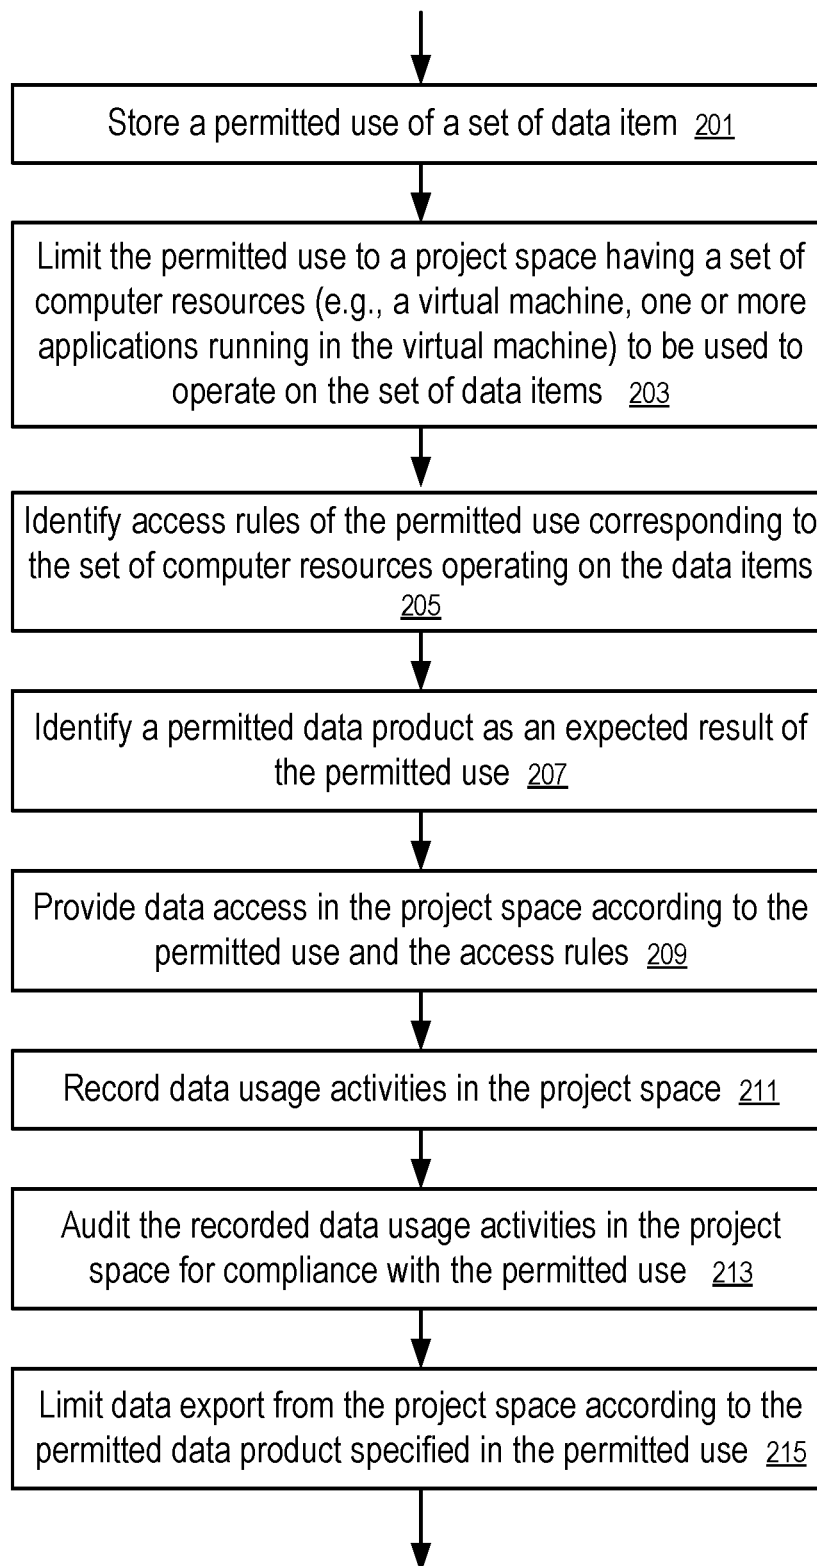 Store a permitted use of a set of data item 201
Limit the permitted use to a project space having a set of
computer resources (e.g., a virtual machine, one or more
applications running in the virtual machine) to be used to
operate on the set of data items 203
Identify access rules of the permitted use corresponding to
the set of computer resources operating on the data items
205
Identify a permitted data product as an expected result of
the permitted use 207
Provide data access in the project space according to the
permitted use and the access rules 209
Record data usage activities in the project space 211
Audit the recorded data usage activities in the project
space for compliance with the permitted use 213
Limit data export from the project space according to the
permitted data product specified in the permitted use 215